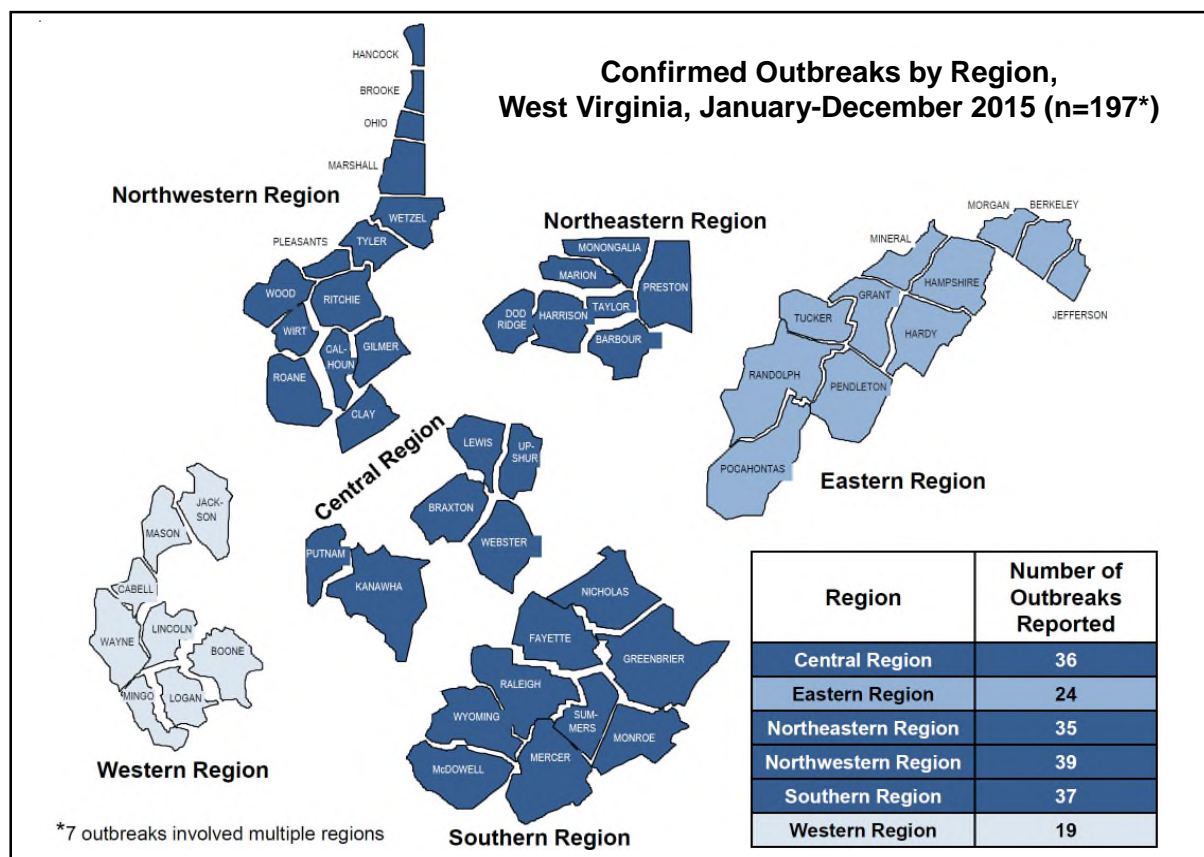 Confirmed Outbreaks by Region,
West Virginia, January-December 2015 (n=197*)
HANCOCK
BROOKE
OHIO
MARSHALL
Northwestern Region
WETZEL
PLEASANTS
TYLER
WOOD
RITCHIE
WIRT
CAL-
HOUN
GILMER
ROANE
CLAY
Northeastern Region
MONONGALIA
MARION
PRESTON
DOD
RIDGE
HARRISON
TAYLOR
BARBOUR
MORGAN
BERKELEY
MINERAL
HAMPSHIRE
GRANT
JEFFERSON
TUCKER
HARDY
RANDOLPH
PENDLETON
POCAHONTAS
Eastern Region
Central Region
LEWIS
UP-
SHUR
BRAXTON
WEBSTER
PUTNAM
KANAWHA
JACK-
SON
MASON
CABELL
WAYNE
LINCOLN
BOONE
MINGO
LOGAN
Western Region
NICHOLAS
FAYETTE
GREENBRIER
RALEIGH
WYOMING
SUM-
MERS
MONROE
McDOWELL
MERCER
Southern Region
Region
Number of
Outbreaks
Reported
Central Region 36
Eastern Region 24
Northeastern Region 35
Northwestern Region 39
Southern Region 37
Western Region 19
*7 outbreaks involved multiple regions